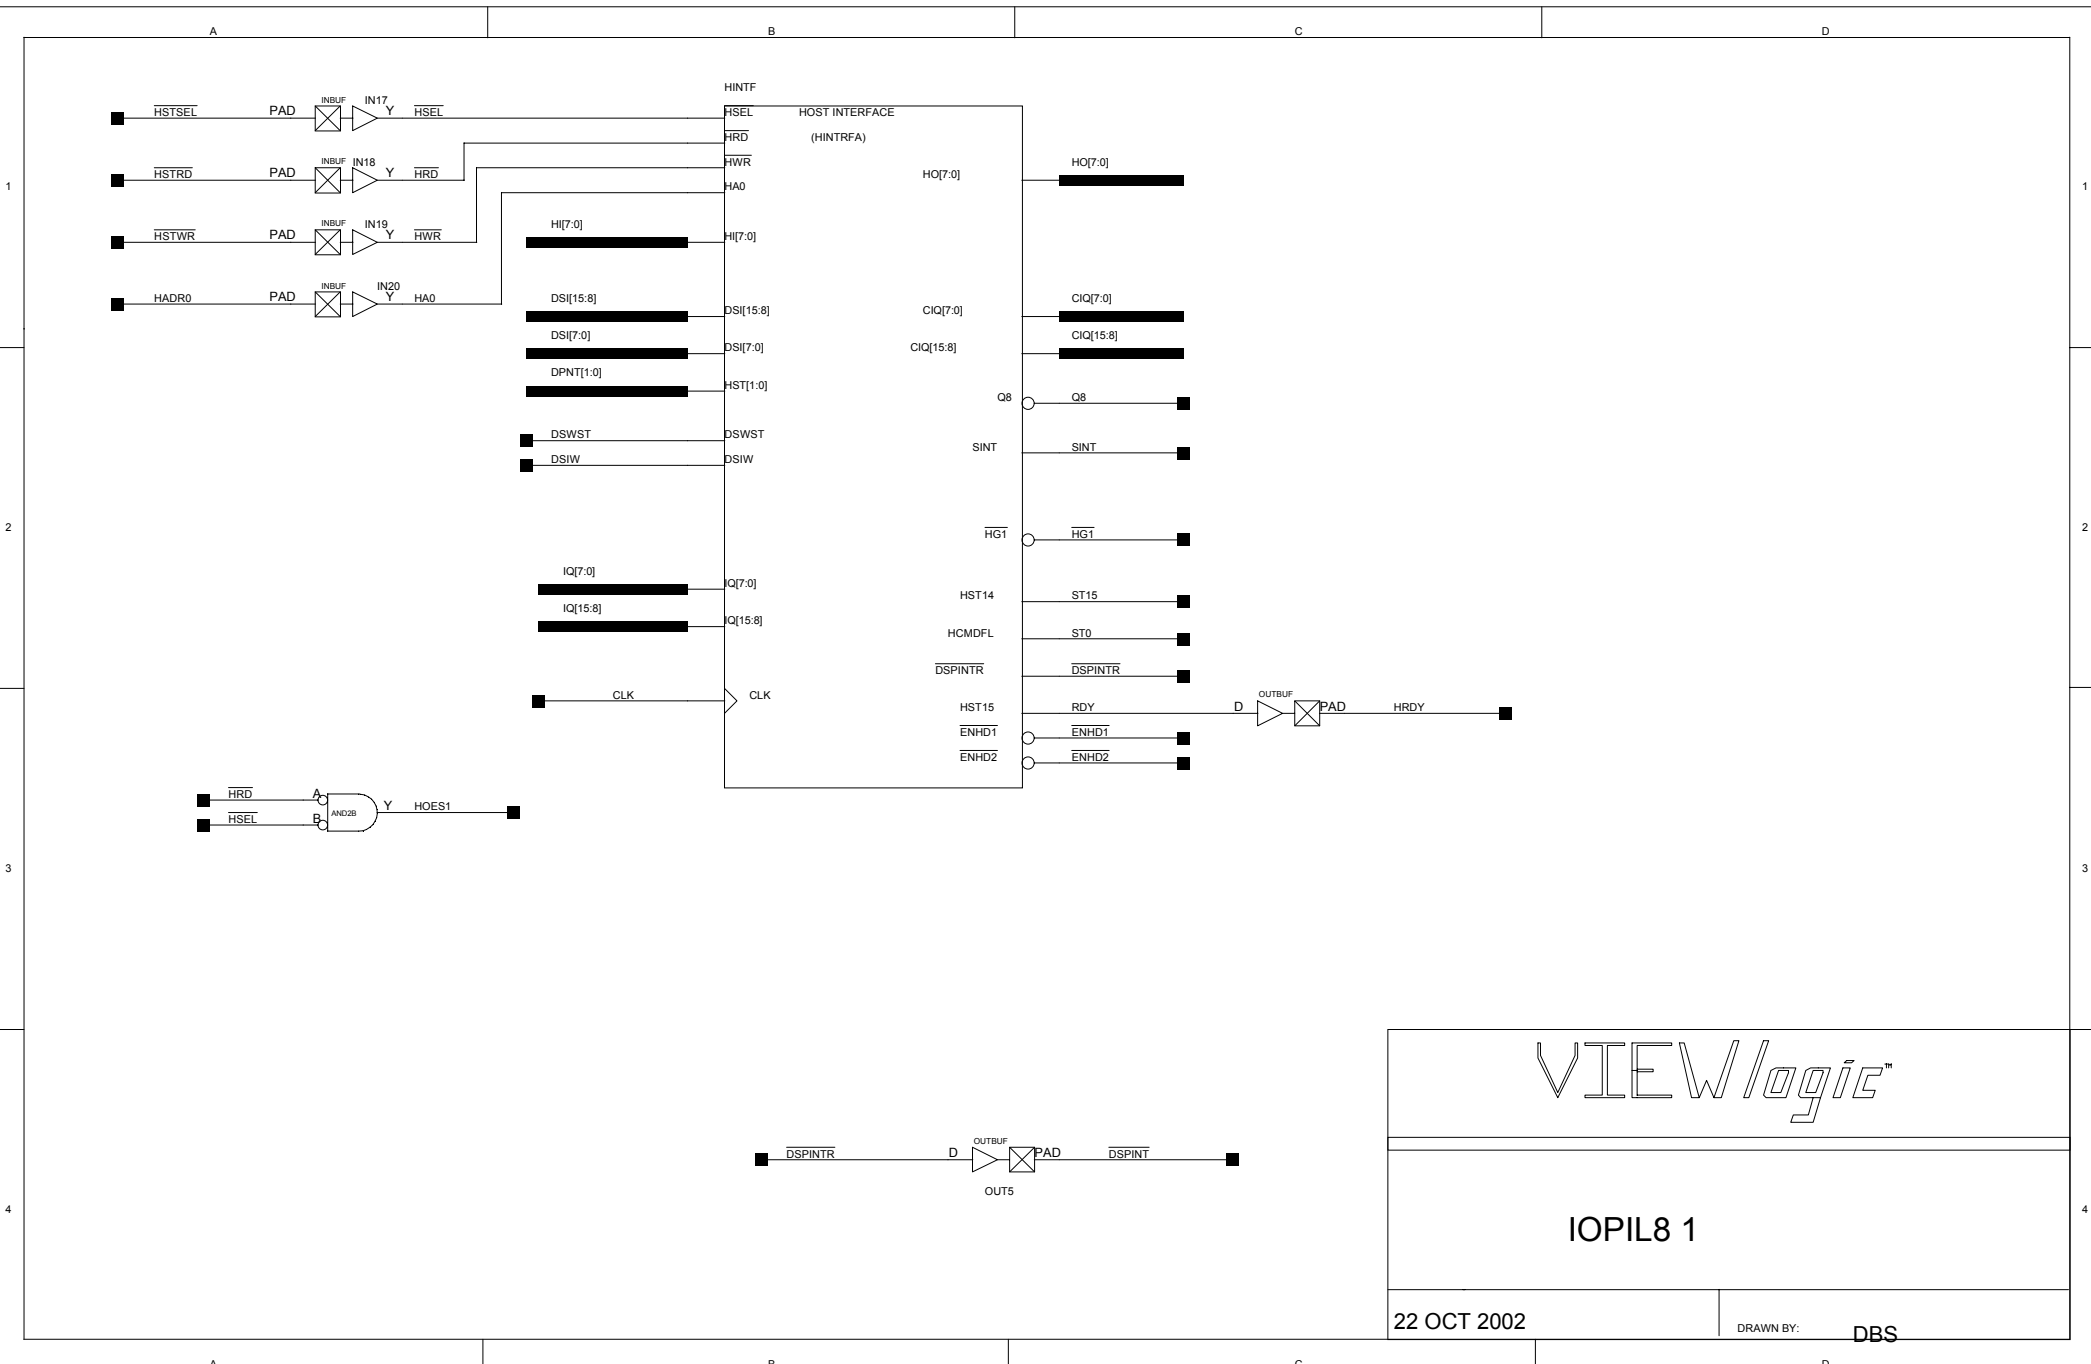 A B C D
HINTF
HSTSEL PAD INBUF IN17 Y HSEL
HSEL HOST INTERFACE
HRD (HINTRFA)
HSTRD PAD INBUF IN18 Y HRD
HWR
HO[7:0] HO[7:0]
1 HA0 1
HSTWR PAD INBUF IN19 Y HWR
HI[7:0] HI[7:0]
HADR0 PAD INBUF IN20 Y HA0
DSI[15:8] DSI[15:8] CIQ[7:0] CIQ[7:0]
DSI[7:0] DSI[7:0] CIQ[15:8] CIQ[15:8]
DPNT[1:0] HST[1:0]
Q8 Q8
DSWST DSWST
SINT SINT
DSIW DSIW
2 HG1 HG1 2
IQ[7:0] IQ[7:0]
HST14 ST15
IQ[15:8] IQ[15:8]
HCMDFL ST0
DSPINTR DSPINTR
CLK CLK
HST15 RDY D OUTBUF PAD HRDY
ENHD1 ENHD1
ENHD2 ENHD2
HRD A
AND2B Y HOES1
HSEL B
3 3
VIEWlogic™
DSPINTR D OUTBUF PAD DSPINT
OUT5
4 4
IOPIL8 1
22 OCT 2002 DRAWN BY: DBS
A B C D